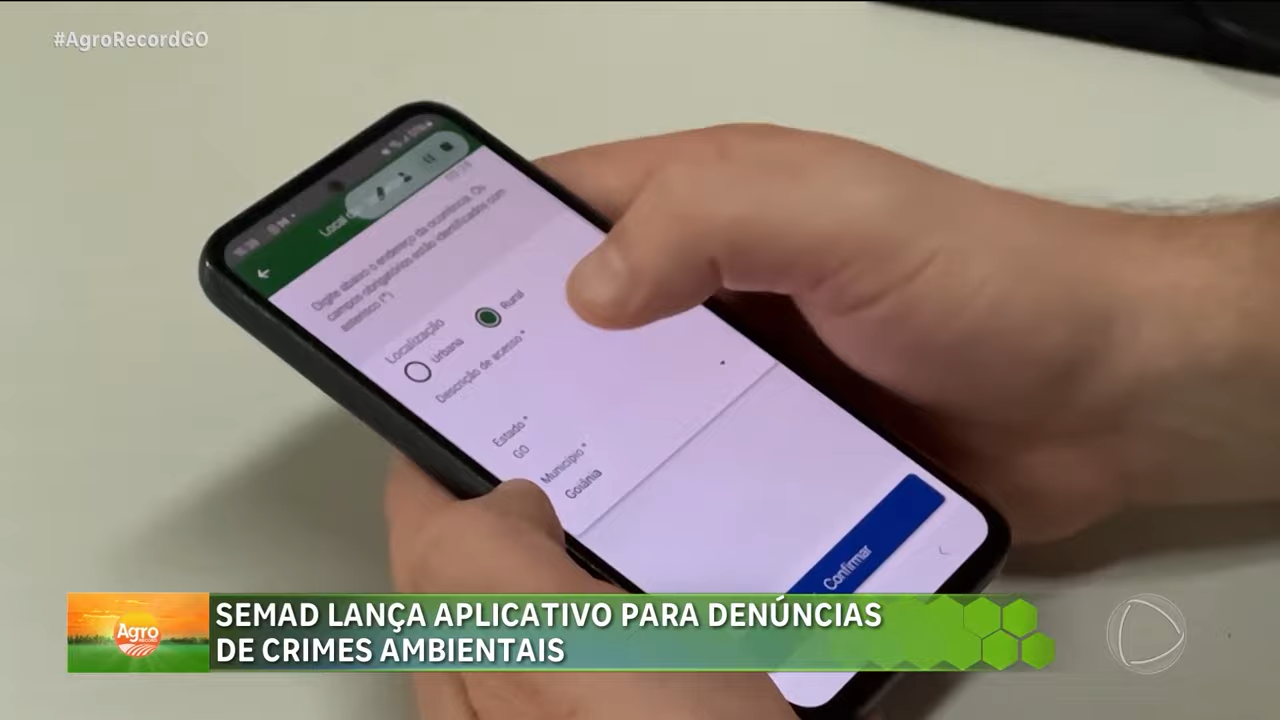 #AgroRecordGO
Local
Digite abaixo o endereço da ocorrência. Os
campos obrigatórios estão identificados com
asterisco (*)
Localização
Urbana
Rural
Descrição de acesso *
Estado *
GO
Município *
Goiânia
Confirmar
Agro
SEMAD LANÇA APLICATIVO PARA DENÚNCIAS
DE CRIMES AMBIENTAIS